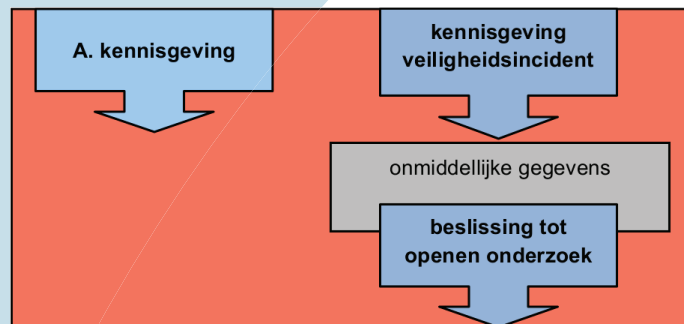 A. kennisgeving
kennisgeving
veiligheidsincident
onmiddellijke gegevens
beslissing tot
openen onderzoek